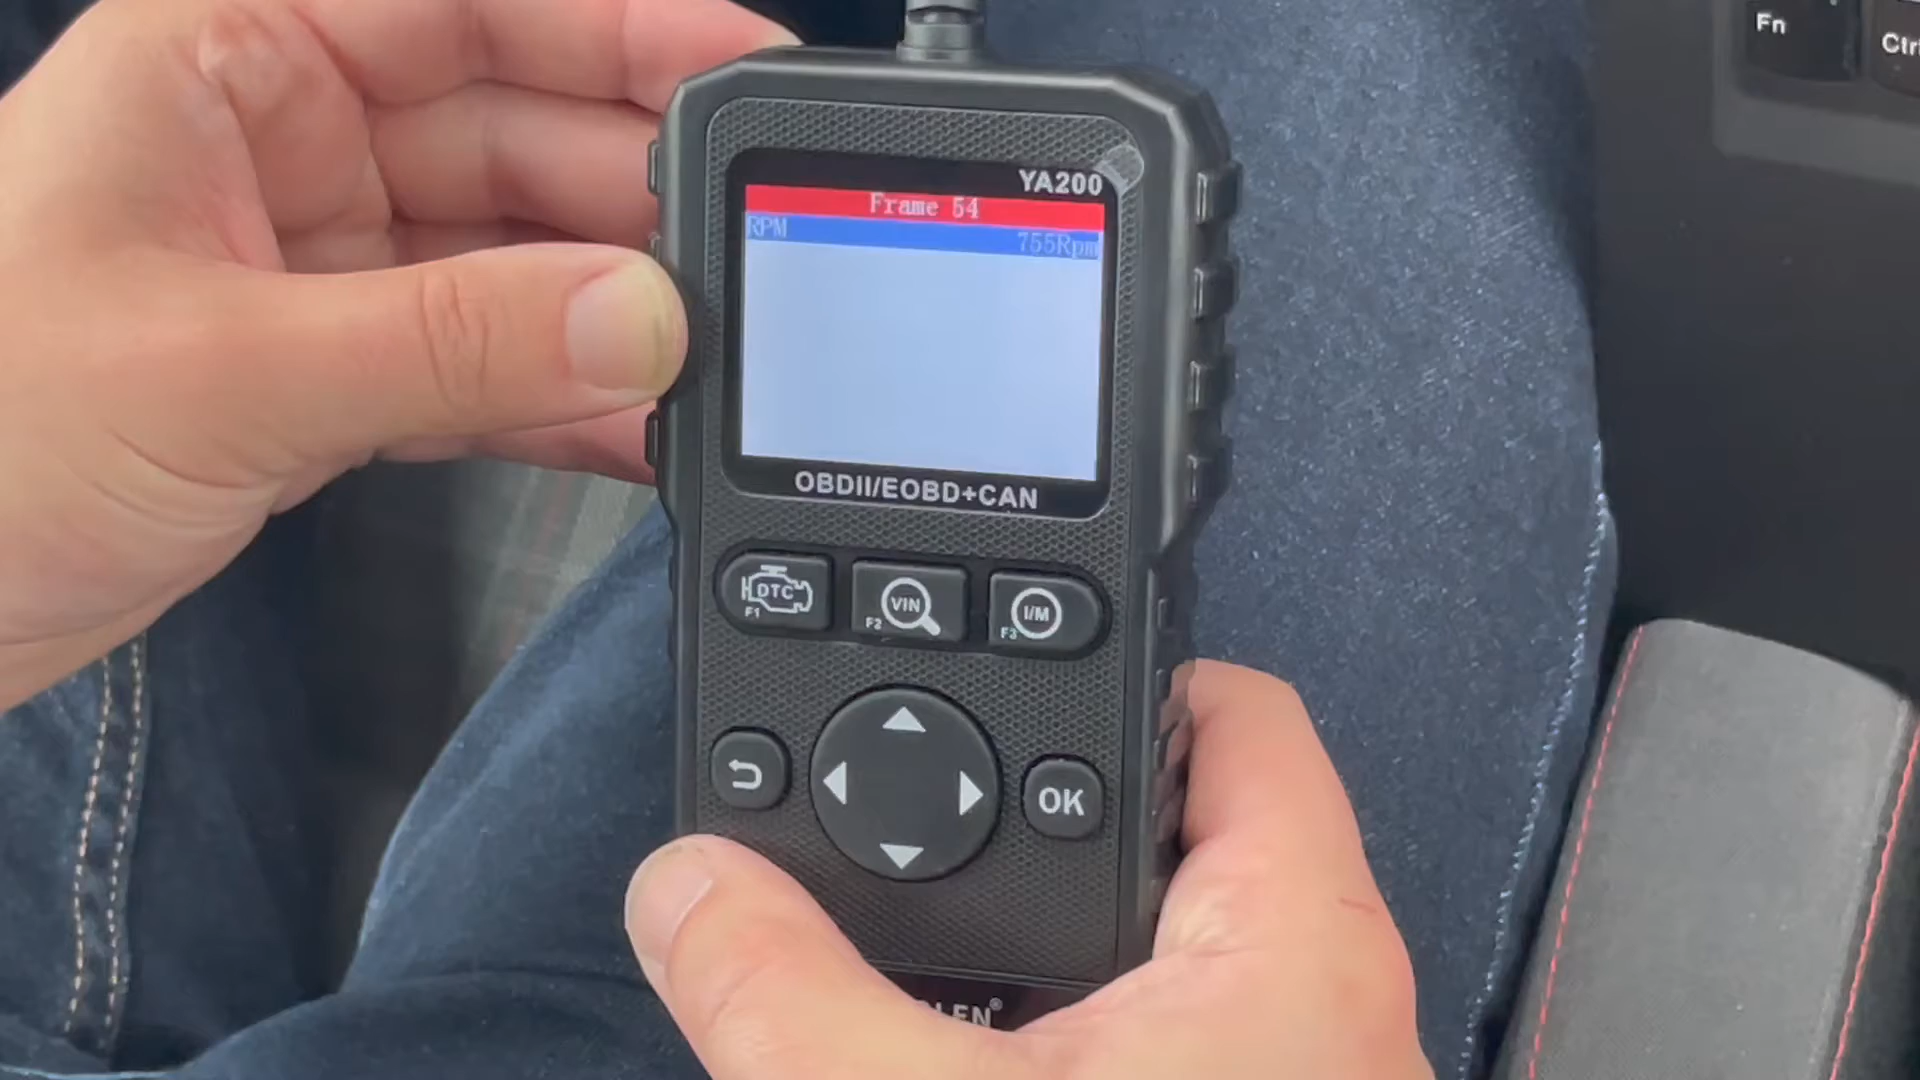 Fn
Ctrl
YA200
Frame 54
RPM 755Rpm
OBDII/EOBD+CAN
DTC
F1
VIN
F2
I/M
F3
OK